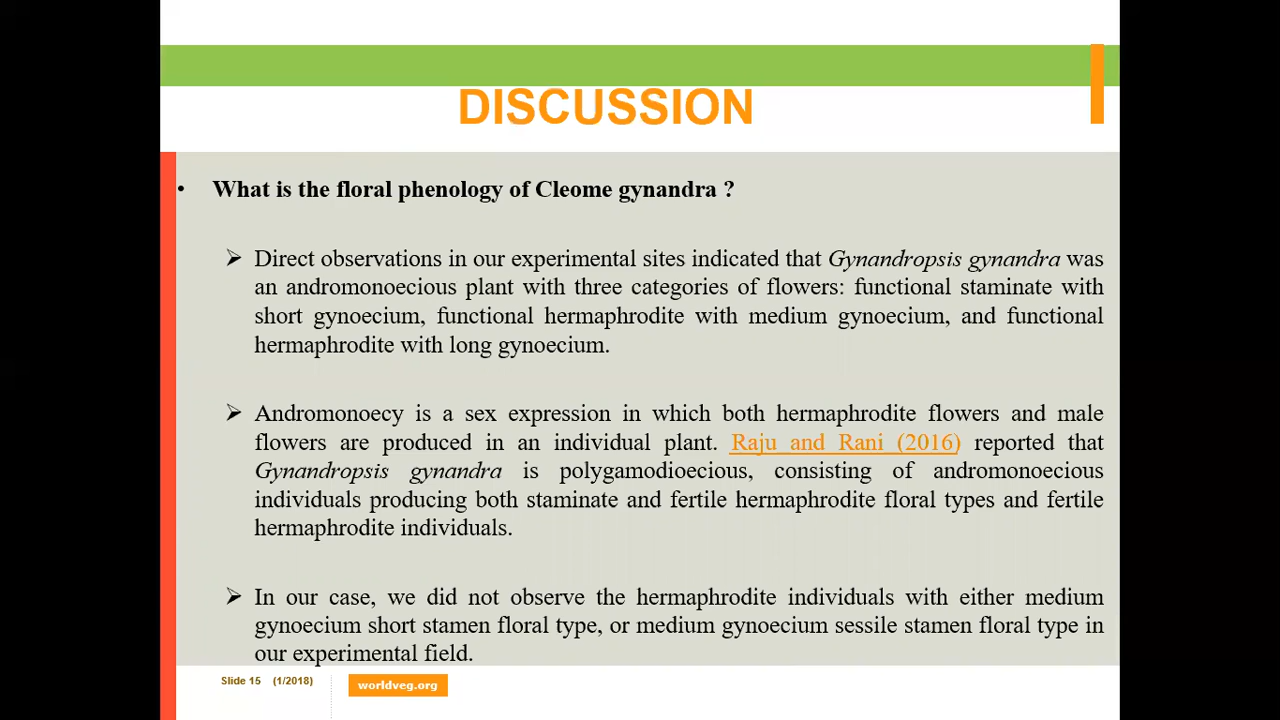 DISCUSSION
• What is the floral phenology of Cleome gynandra ?
➢ Direct observations in our experimental sites indicated that Gynandropsis gynandra was
an andromonoecious plant with three categories of flowers: functional staminate with
short gynoecium, functional hermaphrodite with medium gynoecium, and functional
hermaphrodite with long gynoecium.
➢ Andromonoecy is a sex expression in which both hermaphrodite flowers and male
flowers are produced in an individual plant. Raju and Rani (2016) reported that
Gynandropsis gynandra is polygamodioecious, consisting of andromonoecious
individuals producing both staminate and fertile hermaphrodite floral types and fertile
hermaphrodite individuals.
➢ In our case, we did not observe the hermaphrodite individuals with either medium
gynoecium short stamen floral type, or medium gynoecium sessile stamen floral type in
our experimental field.
Slide 15 (1/2018)
worldveg.org